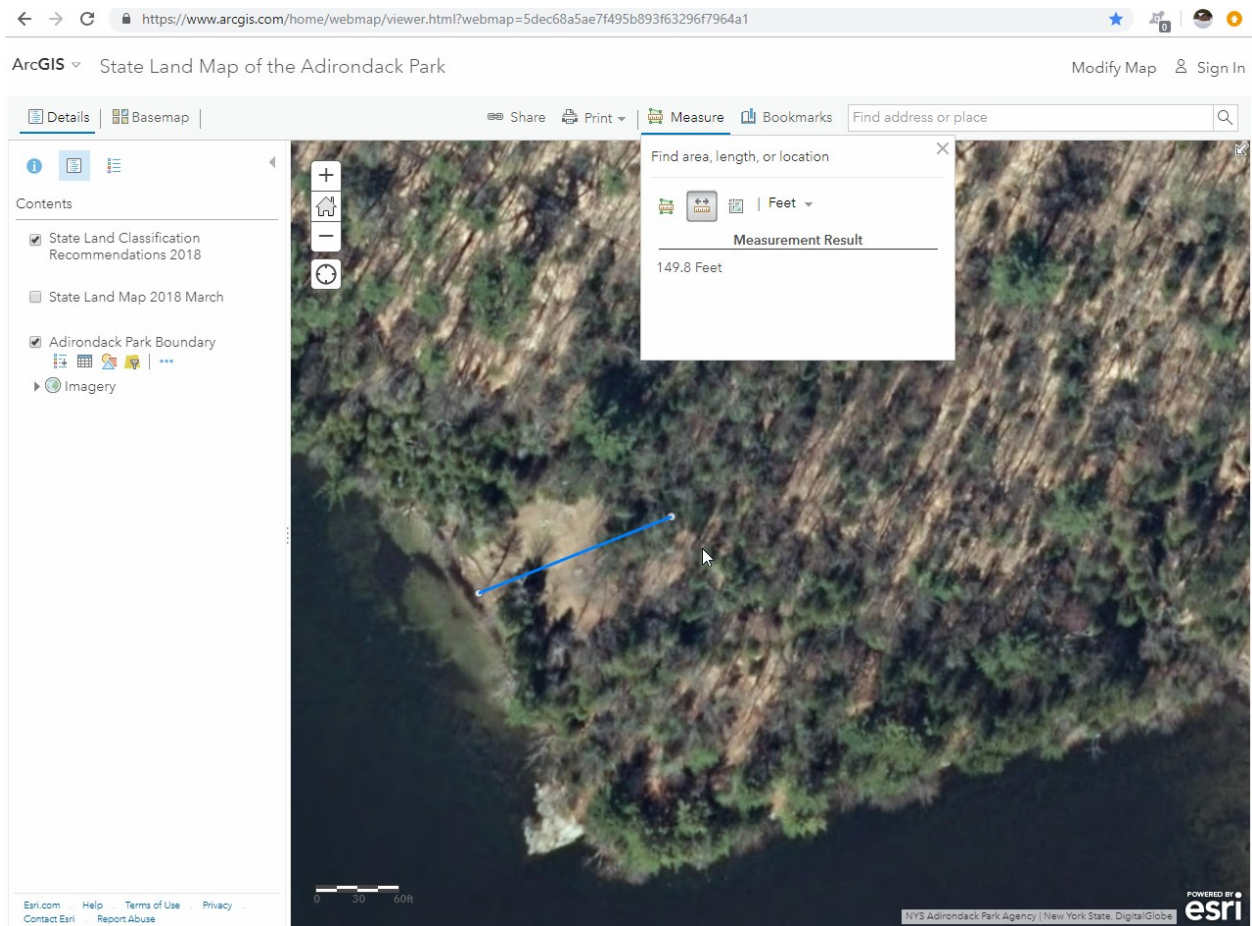 https://www.arcgis.com/home/webmap/viewer.html?webmap=5dec68a5ae7f495b893f63296f7964a1
0
ArcGIS
State Land Map of the Adirondack Park
Modify Map
Sign In
Details
Basemap
Share
Print
Measure
Bookmarks
Find address or place
Find area, length, or location
Feet
Measurement Result
149.8 Feet
Contents
State Land Classification
Recommendations 2018
State Land Map 2018 March
Adirondack Park Boundary
Imagery
0 30 60ft
Esri.com . Help . Terms of Use . Privacy .
Contact Esri . Report Abuse
NYS Adirondack Park Agency | New York State, DigitalGlobe
POWERED BY
esri